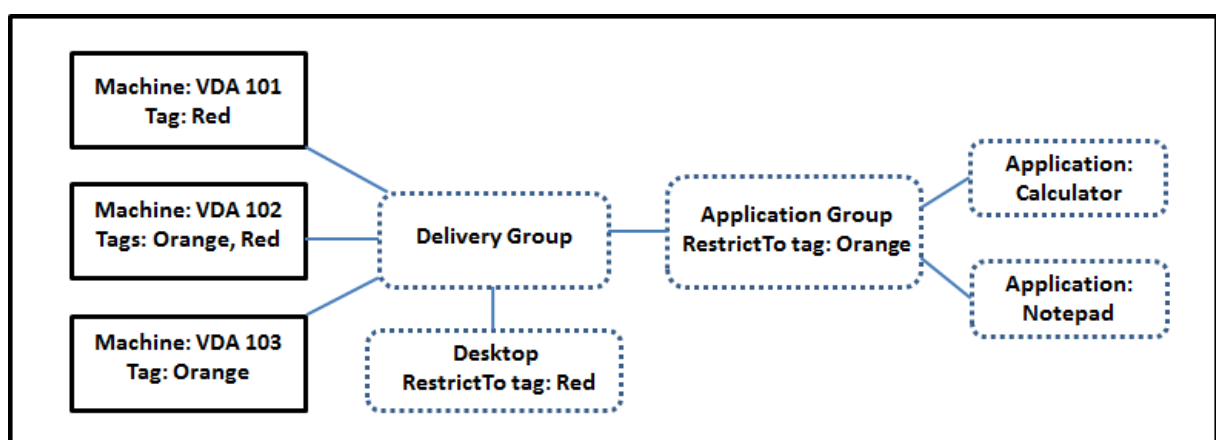 Machine: VDA 101
Tag: Red
Machine: VDA 102
Tags: Orange, Red
Machine: VDA 103
Tag: Orange
Delivery Group
Desktop
RestrictTo tag: Red
Application Group
RestrictTo tag: Orange
Application:
Calculator
Application:
Notepad